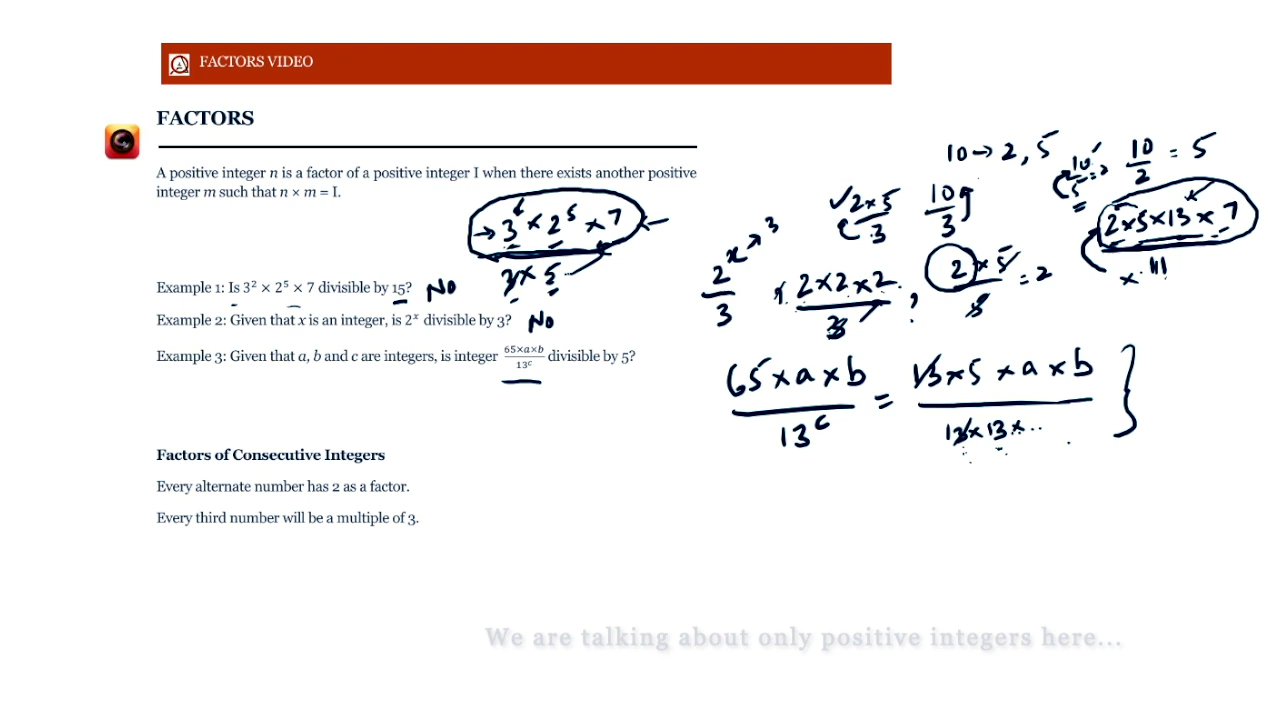 FACTORS VIDEO
FACTORS
A positive integer n is a factor of a positive integer I when there exists another positive
integer m such that n × m = I.
10 → 2, 5
10/5 = 2
10/2 = 5
2 × 5 / 3
10/3
2 × 5 × 13 × 7
→ 3 × 2⁵ × 7
3 × 5
Example 1: Is 3² × 2⁵ × 7 divisible by 15? NO
Example 2: Given that x is an integer, is 2ˣ divisible by 3? NO
Example 3: Given that a, b and c are integers, is integer 65×a×b/13ᶜ divisible by 5?
2ˣ/3 → 3
2 × 2 × 2 / 3 ?
2 × 5 / 5 = 2
65 × a × b / 13ᶜ = 13 × 5 × a × b / 13 × 13 × ..
Factors of Consecutive Integers
Every alternate number has 2 as a factor.
Every third number will be a multiple of 3.
We are talking about only positive integers here...